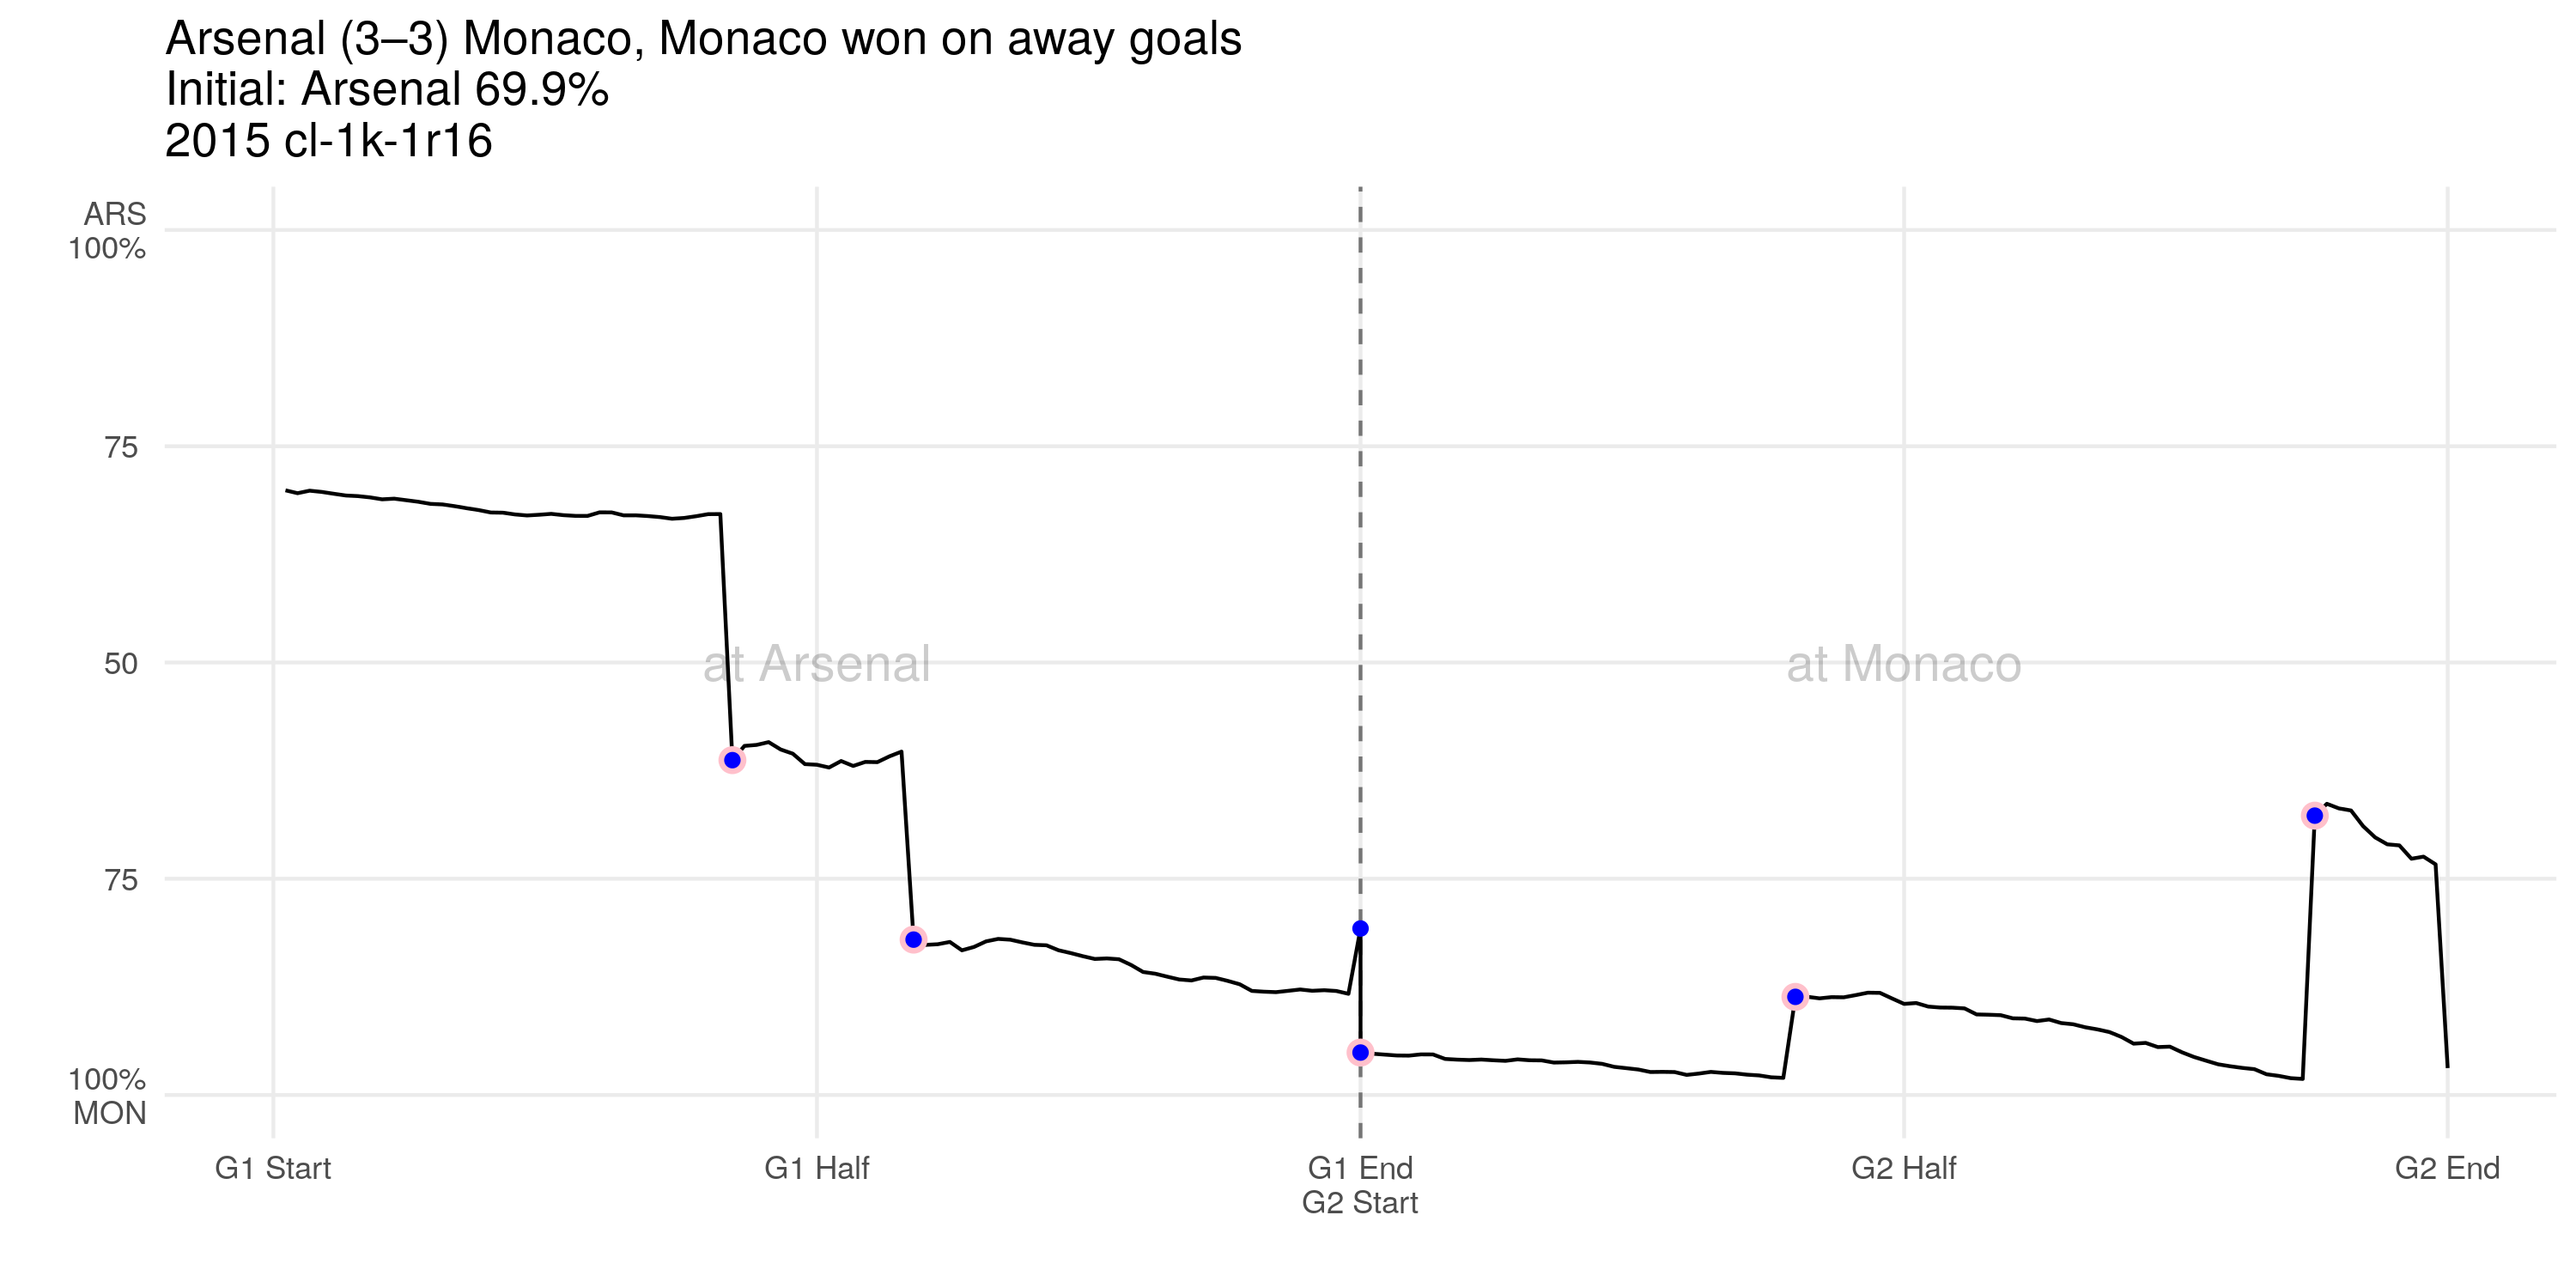 Arsenal (3–3) Monaco, Monaco won on away goals
Initial: Arsenal 69.9%
2015 cl-1k-1r16
ARS
100%
75
50
75
100%
MON
at Arsenal
at Monaco
G1 Start
G1 Half
G1 End
G2 Start
G2 Half
G2 End